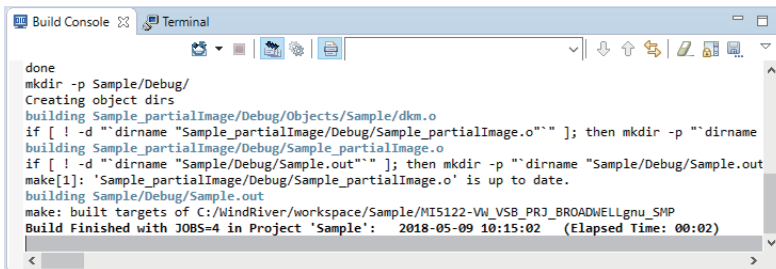 Build Console
Terminal
done
mkdir -p Sample/Debug/
Creating object dirs
building Sample_partialImage/Debug/Objects/Sample/dkm.o
if [ ! -d "`dirname "Sample_partialImage/Debug/Sample_partialImage.o"`" ]; then mkdir -p "`dirname
building Sample_partialImage/Debug/Sample_partialImage.o
if [ ! -d "`dirname "Sample/Debug/Sample.out"`" ]; then mkdir -p "`dirname "Sample/Debug/Sample.out
make[1]: 'Sample_partialImage/Debug/Sample_partialImage.o' is up to date.
building Sample/Debug/Sample.out
make: built targets of C:/WindRiver/workspace/Sample/MI5122-VW_VSB_PRJ_BROADWELLgnu_SMP
Build Finished with JOBS=4 in Project 'Sample':   2018-05-09 10:15:02   (Elapsed Time: 00:02)